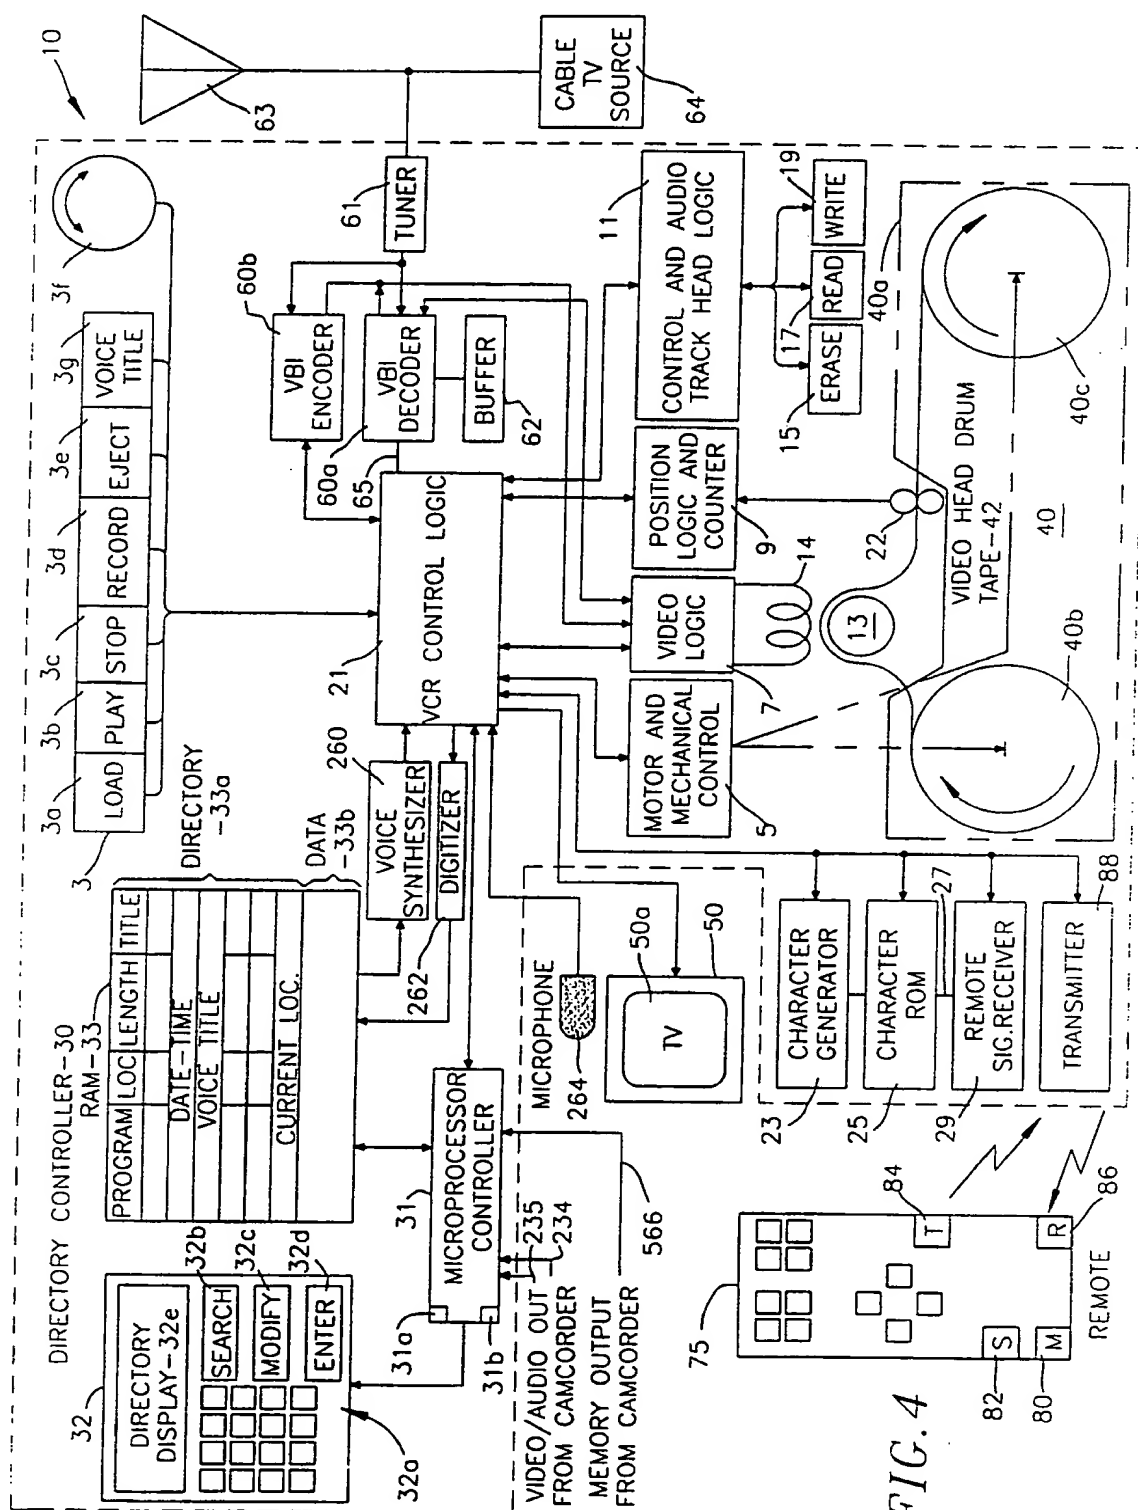 10
63
CABLE
TV
SOURCE
64
3f
61
TUNER
3a
3b
3c
3d
3e
3g
LOAD
PLAY
STOP
RECORD
EJECT
VOICE
TITLE
3
60b
VBI
ENCODER
VBI
DECODER
60a
65
BUFFER
62
21
VCR CONTROL LOGIC
11
CONTROL AND AUDIO
TRACK HEAD LOGIC
POSITION
LOGIC AND
COUNTER
9
VIDEO
LOGIC
7
14
MOTOR AND
MECHANICAL
CONTROL
5
15
17
19
ERASE
READ
WRITE
40a
22
13
VIDEO HEAD DRUM
TAPE-42
40
40b
40c
DIRECTORY CONTROLLER-30
RAM-33
PROGRAM
LOC
LENGTH
TITLE
DATE-TIME
VOICE TITLE
CURRENT LOC.
DIRECTORY
-33a
DATA
-33b
260
VOICE
SYNTHESIZER
DIGITIZER
262
32
DIRECTORY
DISPLAY-32e
SEARCH
MODIFY
ENTER
32b
32c
32d
32a
31
MICROPROCESSOR
CONTROLLER
31a
31b
MICROPHONE
264
50a
TV
50
CHARACTER
GENERATOR
23
CHARACTER
ROM
25
27
REMOTE
SIG.RECEIVER
29
TRANSMITTER
88
235
234
VIDEO/AUDIO OUT
FROM CAMCORDER
MEMORY OUTPUT
FROM CAMCORDER
566
75
T
84
R
86
S
82
M
80
REMOTE
FIG. 4